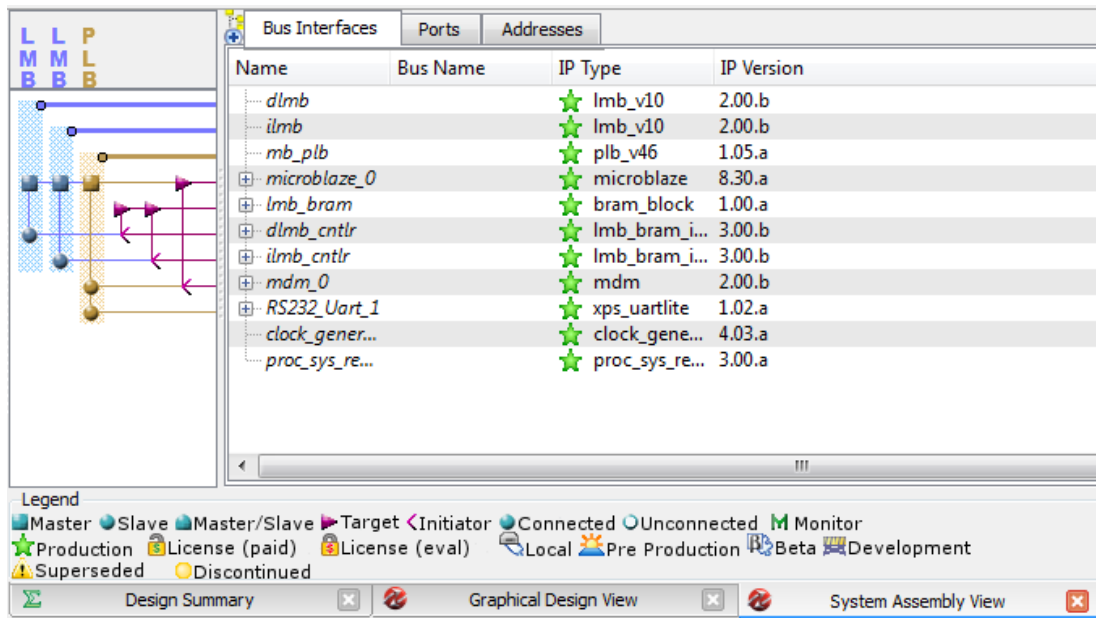 L L P
M M L
B B B
Bus Interfaces Ports Addresses
Name Bus Name IP Type IP Version
dlmb lmb_v10 2.00.b
ilmb lmb_v10 2.00.b
mb_plb plb_v46 1.05.a
microblaze_0 microblaze 8.30.a
lmb_bram bram_block 1.00.a
dlmb_cntlr lmb_bram_i... 3.00.b
ilmb_cntlr lmb_bram_i... 3.00.b
mdm_0 mdm 2.00.b
RS232_Uart_1 xps_uartlite 1.02.a
clock_gener... clock_gene... 4.03.a
proc_sys_re... proc_sys_re... 3.00.a
Legend
Master Slave Master/Slave Target Initiator Connected Unconnected M Monitor
Production License (paid) License (eval) Local Pre Production Beta Development
Superseded Discontinued
Design Summary Graphical Design View System Assembly View